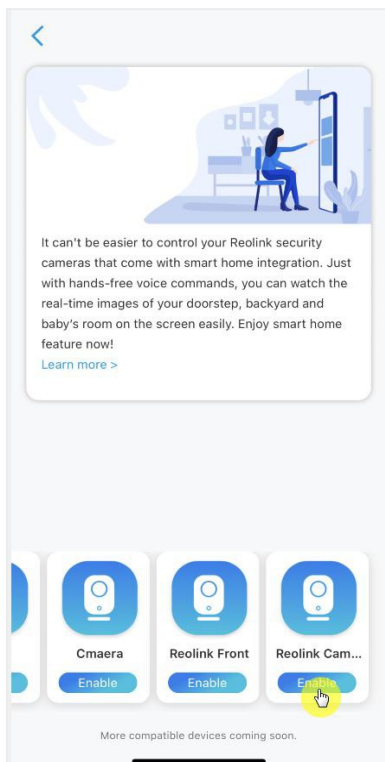 It can't be easier to control your Reolink security
cameras that come with smart home integration. Just
with hands-free voice commands, you can watch the
real-time images of your doorstep, backyard and
baby's room on the screen easily. Enjoy smart home
feature now!
Learn more >
Cmaera
Reolink Front
Reolink Cam...
Enable
Enable
Enable
More compatible devices coming soon.